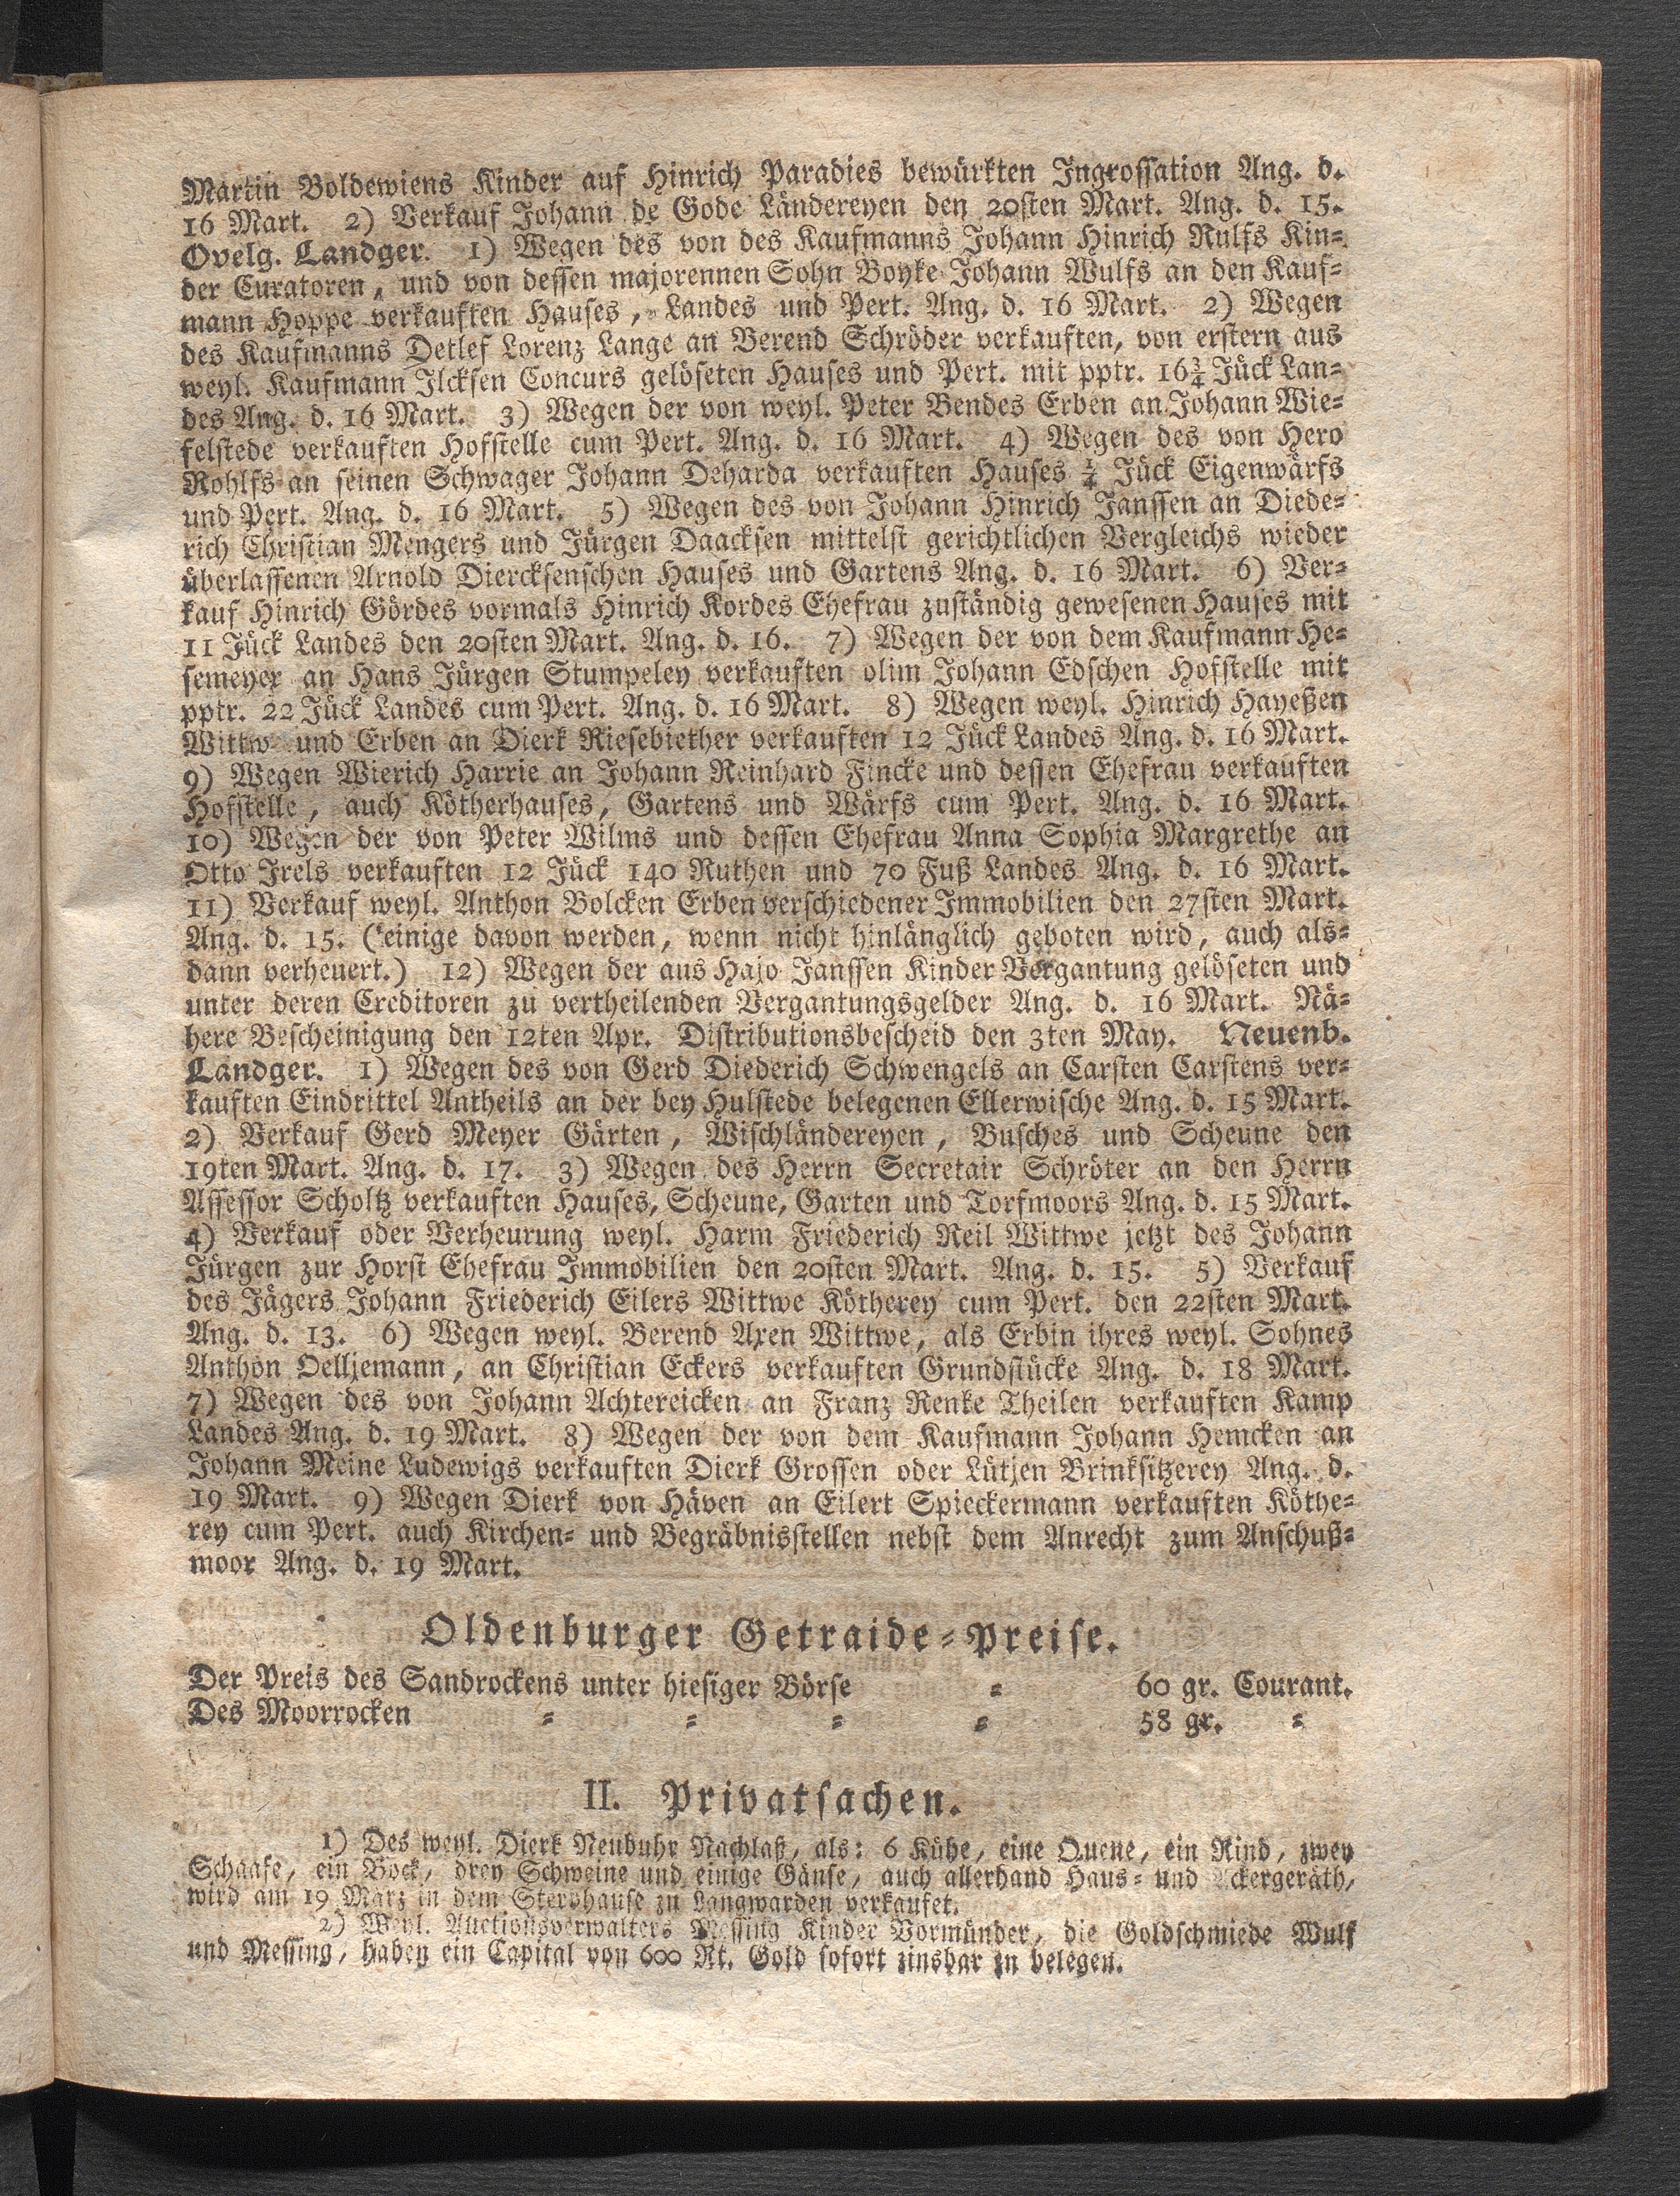 Martin Boldewiens Kinder auf Hinrich Paradies bewürkten Ingrossation Ang. d.
16 Mart. 2) Verkauf Johann de Gode Ländereyen den 20sten Mart. Ang. d. 15.
Ovelg. Landger. 1) Wegen des von des Kaufmanns Johann Hinrich Rulfs Kin-
der Curatoren, und von dessen majorennen Sohn Boyke Johann Wulfs an den Kauf-
mann Hoppe verkauften Hauses, Landes und Pert. Ang. d. 16 Mart. 2) Wegen
des Kaufmanns Detlef Lorenz Lange an Berend Schröder verkauften, von erstern aus
weyl. Kaufmann Ilcksen Concurs gelöseten Hauses und Pert. mit pptr. 16¾ Jück Lan-
des Ang. d. 16 Mart. 3) Wegen der von weyl. Peter Bendes Erben an Johann Wie-
felstede verkauften Hofstelle cum Pert. Ang. d. 16 Mart. 4) Wegen des von Hero
Rohlfs an seinen Schwager Johann Deharda verkauften Hauses ¼ Jück Eigenwärfs
und Pert. Ang. d. 16 Mart. 5) Wegen des von Johann Hinrich Janssen an Diede-
rich Christian Mengers und Jürgen Daacksen mittelst gerichtlichen Vergleichs wieder
überlassenen Arnold Diercksenschen Hauses und Gartens Ang. d. 16 Mart. 6) Ver-
kauf Hinrich Gördes vormals Hinrich Kordes Ehefrau zuständig gewesenen Hauses mit
11 Jück Landes den 20sten Mart. Ang. d. 16. 7) Wegen der von dem Kaufmann He-
semeyer an Hans Jürgen Stumpeley verkauften olim Johann Edschen Hofstelle mit
pptr. 22 Jück Landes cum Pert. Ang. d. 16 Mart. 8) Wegen weyl. Hinrich Hayeßen
Wittw und Erben an Dierk Riesebiether verkauften 12 Jück Landes Ang. d. 16 Mart.
9) Wegen Wierich Harrie an Johann Reinhard Fincke und dessen Ehefrau verkauften
Hofstelle, auch Kötherhauses, Gartens und Wärfs cum Pert. Ang. d. 16 Mart.
10) Wegen der von Peter Wilms und dessen Ehefrau Anna Sophia Margrethe an
Otto Irels verkauften 12 Jück 140 Ruthen und 70 Fuß Landes Ang. d. 16 Mart.
11) Verkauf weyl. Anthon Bolcken Erben verschiedener Immobilien den 27sten Mart.
Ang. d. 15. (einige davon werden, wenn nicht hinlänglich geboten wird, auch als-
dann verheuert.) 12) Wegen der aus Hajo Janssen Kinder Vergantung gelöseten und
unter deren Creditoren zu vertheilenden Vergantungsgelder Ang. d. 16 Mart. Nä-
here Bescheinigung den 12ten Apr. Distributionsbescheid den 3ten May. Neuenb.
Landger. 1) Wegen des von Gerd Diederich Schwengels an Carsten Carstens ver-
kauften Eindrittel Antheils an der bey Hulstede belegenen Ellerwische Ang. d. 15 Mart.
2) Verkauf Gerd Meyer Gärten, Wischländereyen, Busches und Scheune den
19ten Mart. Ang. d. 17. 3) Wegen des Herrn Secretair Schröter an den Herrn
Assessor Scholtz verkauften Hauses, Scheune, Garten und Torfmoors Ang. d. 15 Mart.
4) Verkauf oder Verheurung weyl. Harm Friederich Reil Wittwe jetzt des Johann
Jürgen zur Horst Ehefrau Immobilien den 20sten Mart. Ang. d. 15. 5) Verkauf
des Jägers Johann Friederich Eilers Wittwe Kötherey cum Pert. den 22sten Mart.
Ang. d. 13. 6) Wegen weyl. Berend Axen Wittwe, als Erbin ihres weyl. Sohnes
Anthon Oelljemann, an Christian Eckers verkauften Grundstücke Ang. d. 18 Mart.
7) Wegen des von Johann Achtereicken an Franz Renke Theilen verkauften Kamp
Landes Ang. d. 19 Mart. 8) Wegen der von dem Kaufmann Johann Hemcken an
Johann Meine Ludewigs verkauften Dierk Grossen oder Lütjen Brinksitzerey Ang. d.
19 Mart. 9) Wegen Dierk von Häven an Eilert Spieckermann verkauften Köthe-
rey cum Pert. auch Kirchen- und Begräbnisstellen nebst dem Anrecht zum Anschuß-
moor Ang. d. 19 Mart.
Oldenburger Getraide-Preise.
Der Preis des Sandrockens unter hiesiger Börse - 60 gr. Courant.
Des Moorrocken - - - - 58 gr. -
II. Privatsachen.
1) Des weyl. Dierk Neubuhr Nachlaß, als: 6 Kühe, eine Quene, ein Rind, zwey
Schaafe, ein Bock, drey Schweine und einige Gänse, auch allerhand Haus- und Ackergeräth,
wird am 19 März in dem Sterbhause zu Langwarden verkaufet.
2) Weyl. Auctionsverwalters Messing Kinder Vormünder, die Goldschmiede Wulf
und Messing, haben ein Capital von 600 Rt. Gold sofort zinsbar zu belegen.